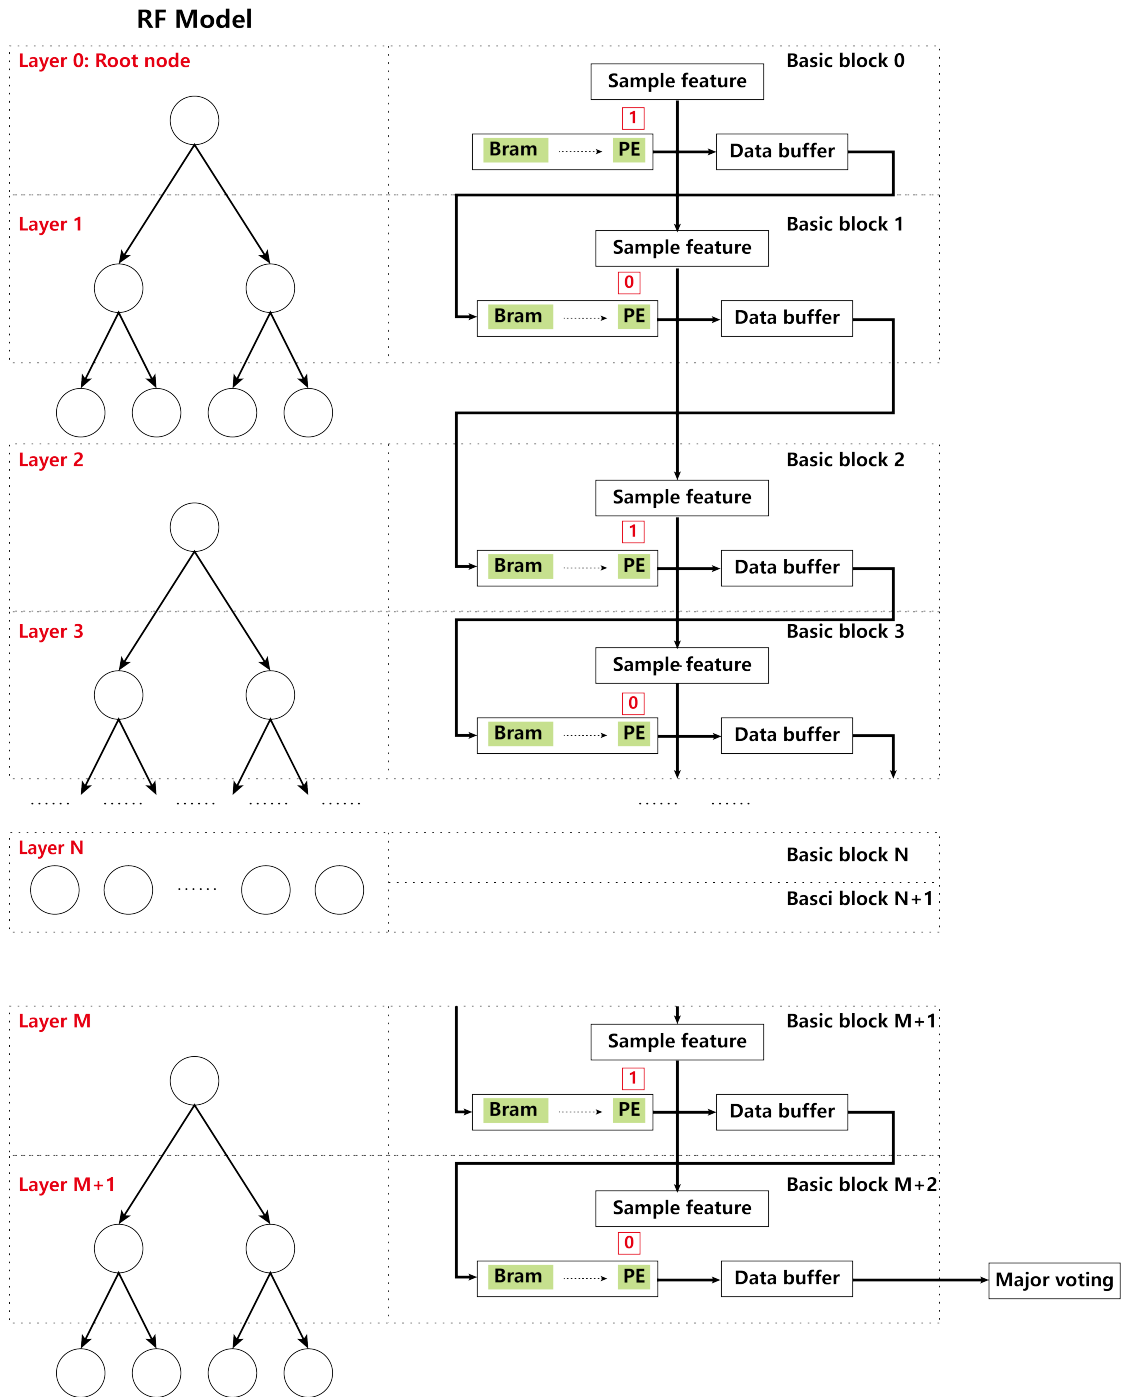 RF Model
Layer 0: Root node
Basic block 0
Sample feature
1
Bram
PE
Data buffer
Layer 1
Basic block 1
Sample feature
0
Bram
PE
Data buffer
Layer 2
Basic block 2
Sample feature
1
Bram
PE
Data buffer
Layer 3
Basic block 3
Sample feature
0
Bram
PE
Data buffer
...... ...... ...... ...... ......
...... ......
Layer N
Basic block N
......
Basci block N+1
Layer M
Basic block M+1
Sample feature
1
Bram
PE
Data buffer
Layer M+1
Basic block M+2
Sample feature
0
Bram
PE
Data buffer
Major voting